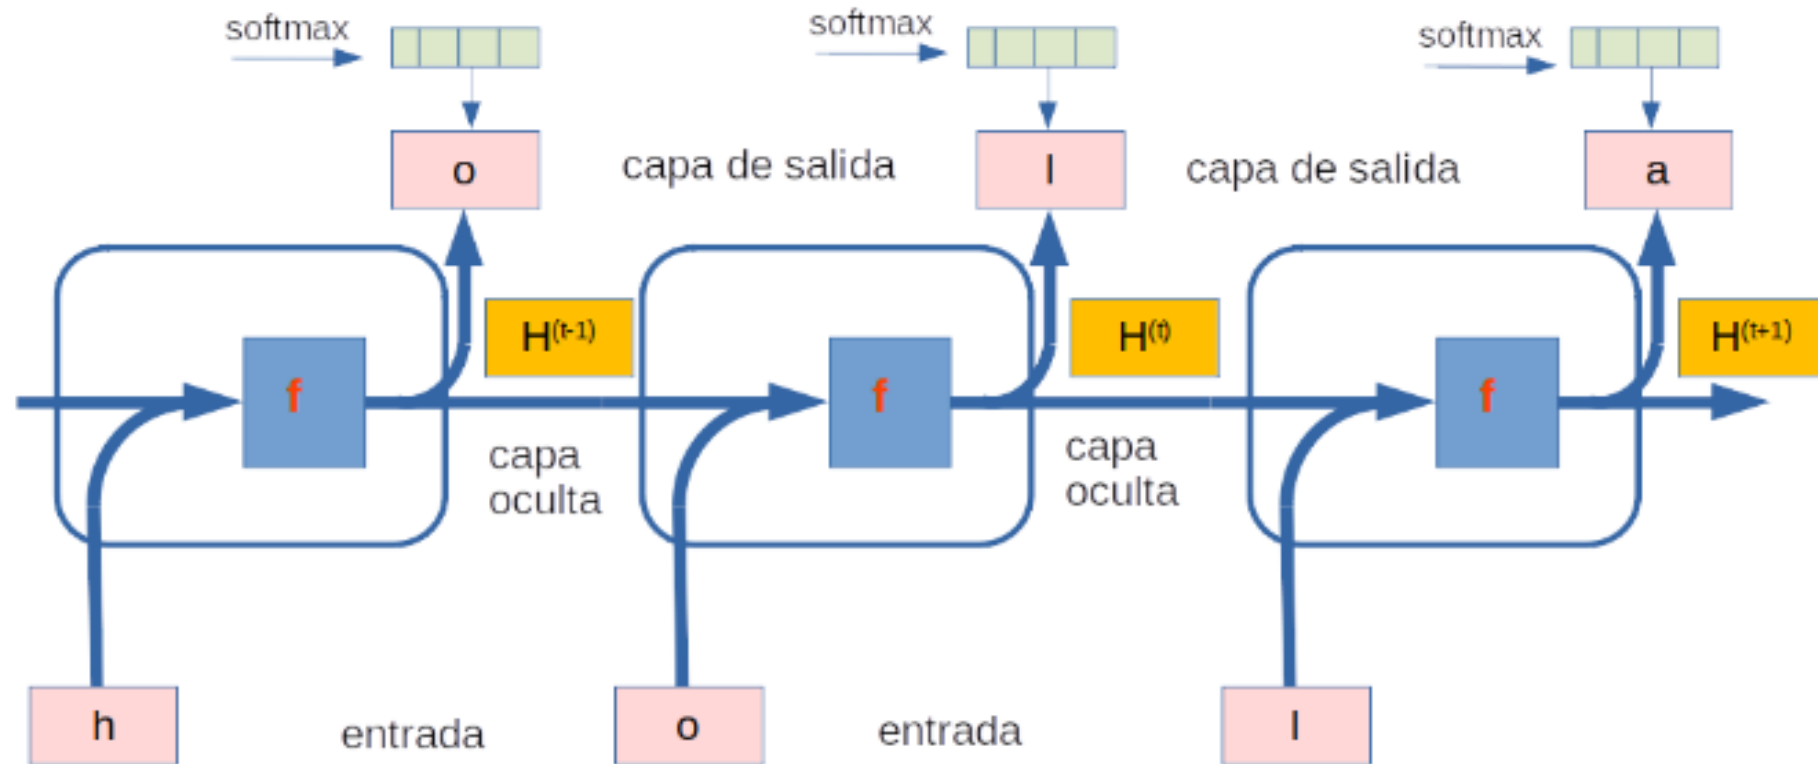 softmax
softmax
softmax
o
capa de salida
l
capa de salida
a
H(t-1)
H(t)
H(t+1)
f
f
f
capa
oculta
capa
oculta
h
entrada
o
entrada
l